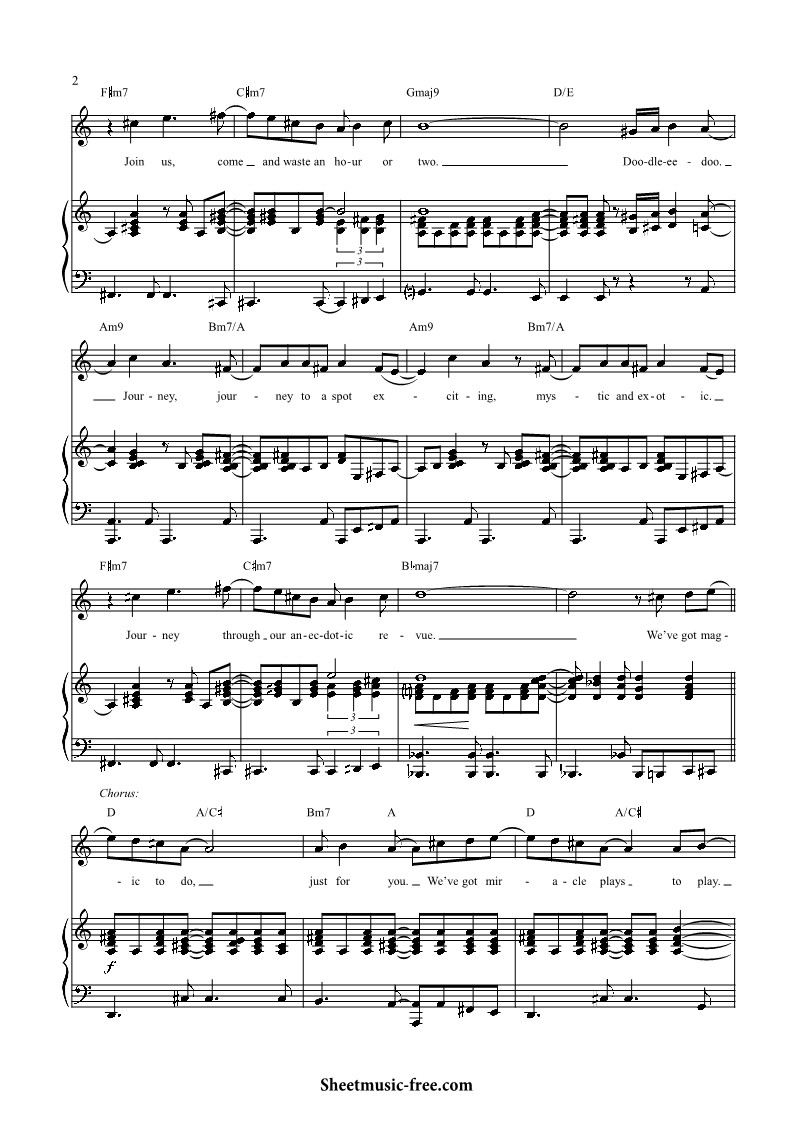 2
F♯m7 C♯m7 Gmaj9 D/E
Join us, come and waste an ho-ur or two. Doo-dle-ee - doo.
3
3
Am9 Bm7/A Am9 Bm7/A
Jour - ney, jour - ney to a spot ex - cit - ing, mys - tic and ex-ot - ic.
F♯m7 C♯m7 B♭maj7
Jour - ney through our an-ec-dot-ic re - vue. We've got mag -
3
3
Chorus:
D A/C♯ Bm7 A D A/C♯
- ic to do, just for you. We've got mir - a - cle plays to play.
f
Sheetmusic-free.com